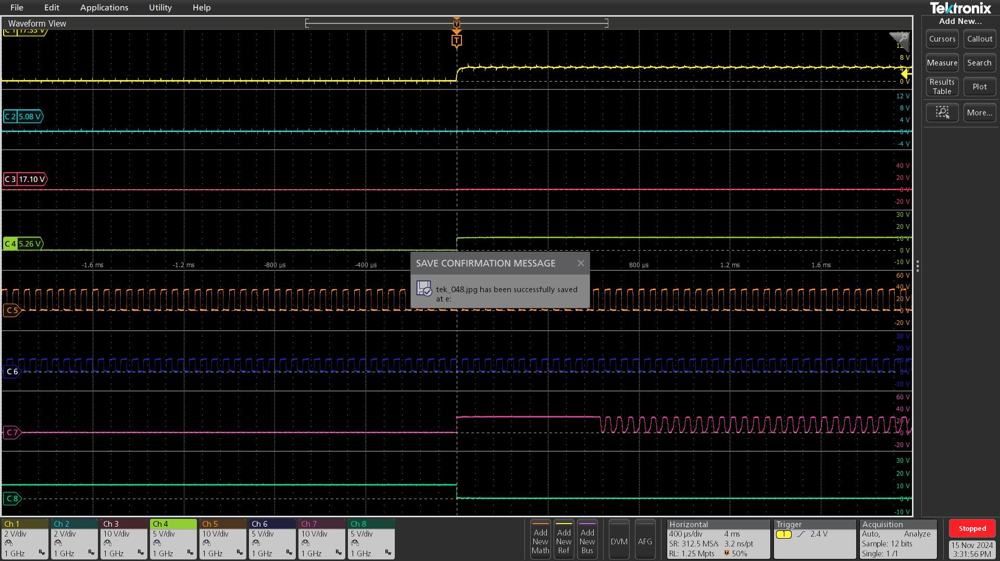 File Edit Applications Utility Help
Tektronix
Waveform View
Add New...
Cursors Callout
Measure Search
Results Table Plot
More...
C 1 17.33 V
T
T
8 V
0 V
C 2 5.08 V
12 V
8 V
4 V
0 V
-4 V
C 3 17.10 V
40 V
20 V
0 V
-20 V
C 4 5.26 V
30 V
20 V
10 V
0 V
-10 V
-1.6 ms -1.2 ms -800 µs -400 µs 800 µs 1.2 ms 1.6 ms
SAVE CONFIRMATION MESSAGE
tek_048.jpg has been successfully saved
at e:
C 5
60 V
40 V
20 V
0 V
-20 V
C 6
30 V
20 V
10 V
0 V
-10 V
C 7
60 V
40 V
20 V
0 V
-20 V
C 8
30 V
20 V
10 V
0 V
-10 V
Ch 1
2 V/div
1 GHz Bw
Ch 2
2 V/div
1 GHz Bw
Ch 3
10 V/div
1 GHz Bw
Ch 4
5 V/div
1 GHz Bw
Ch 5
10 V/div
1 GHz Bw
Ch 6
5 V/div
1 GHz Bw
Ch 7
10 V/div
1 GHz Bw
Ch 8
5 V/div
1 GHz Bw
Add New Math
Add New Ref
Add New Bus
DVM
AFG
Horizontal
400 µs/div 4 ms
SR: 312.5 MS/s 3.2 ns/pt
RL: 1.25 Mpts T 50%
Trigger
1 2.4 V
Acquisition
Auto, Analyze
Sample: 12 bits
Single: 1 /1
Stopped
15 Nov 2024
3:31:56 PM